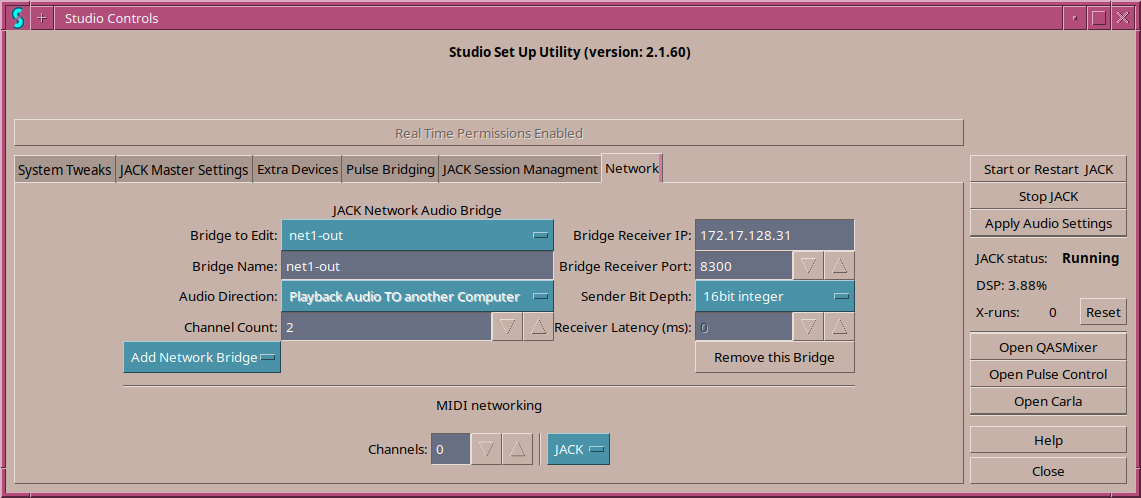 Studio Controls
Studio Set Up Utility (version: 2.1.60)
Real Time Permissions Enabled
System Tweaks JACK Master Settings Extra Devices Pulse Bridging JACK Session Managment Network
JACK Network Audio Bridge
Bridge to Edit: net1-out Bridge Receiver IP: 172.17.128.31
Bridge Name: net1-out Bridge Receiver Port: 8300
Audio Direction: Playback Audio TO another Computer Sender Bit Depth: 16bit integer
Channel Count: 2 Receiver Latency (ms): 0
Add Network Bridge Remove this Bridge
MIDI networking
Channels: 0 JACK
Start or Restart JACK
Stop JACK
Apply Audio Settings
JACK status: Running
DSP: 3.88%
X-runs: 0 Reset
Open QASMixer
Open Pulse Control
Open Carla
Help
Close